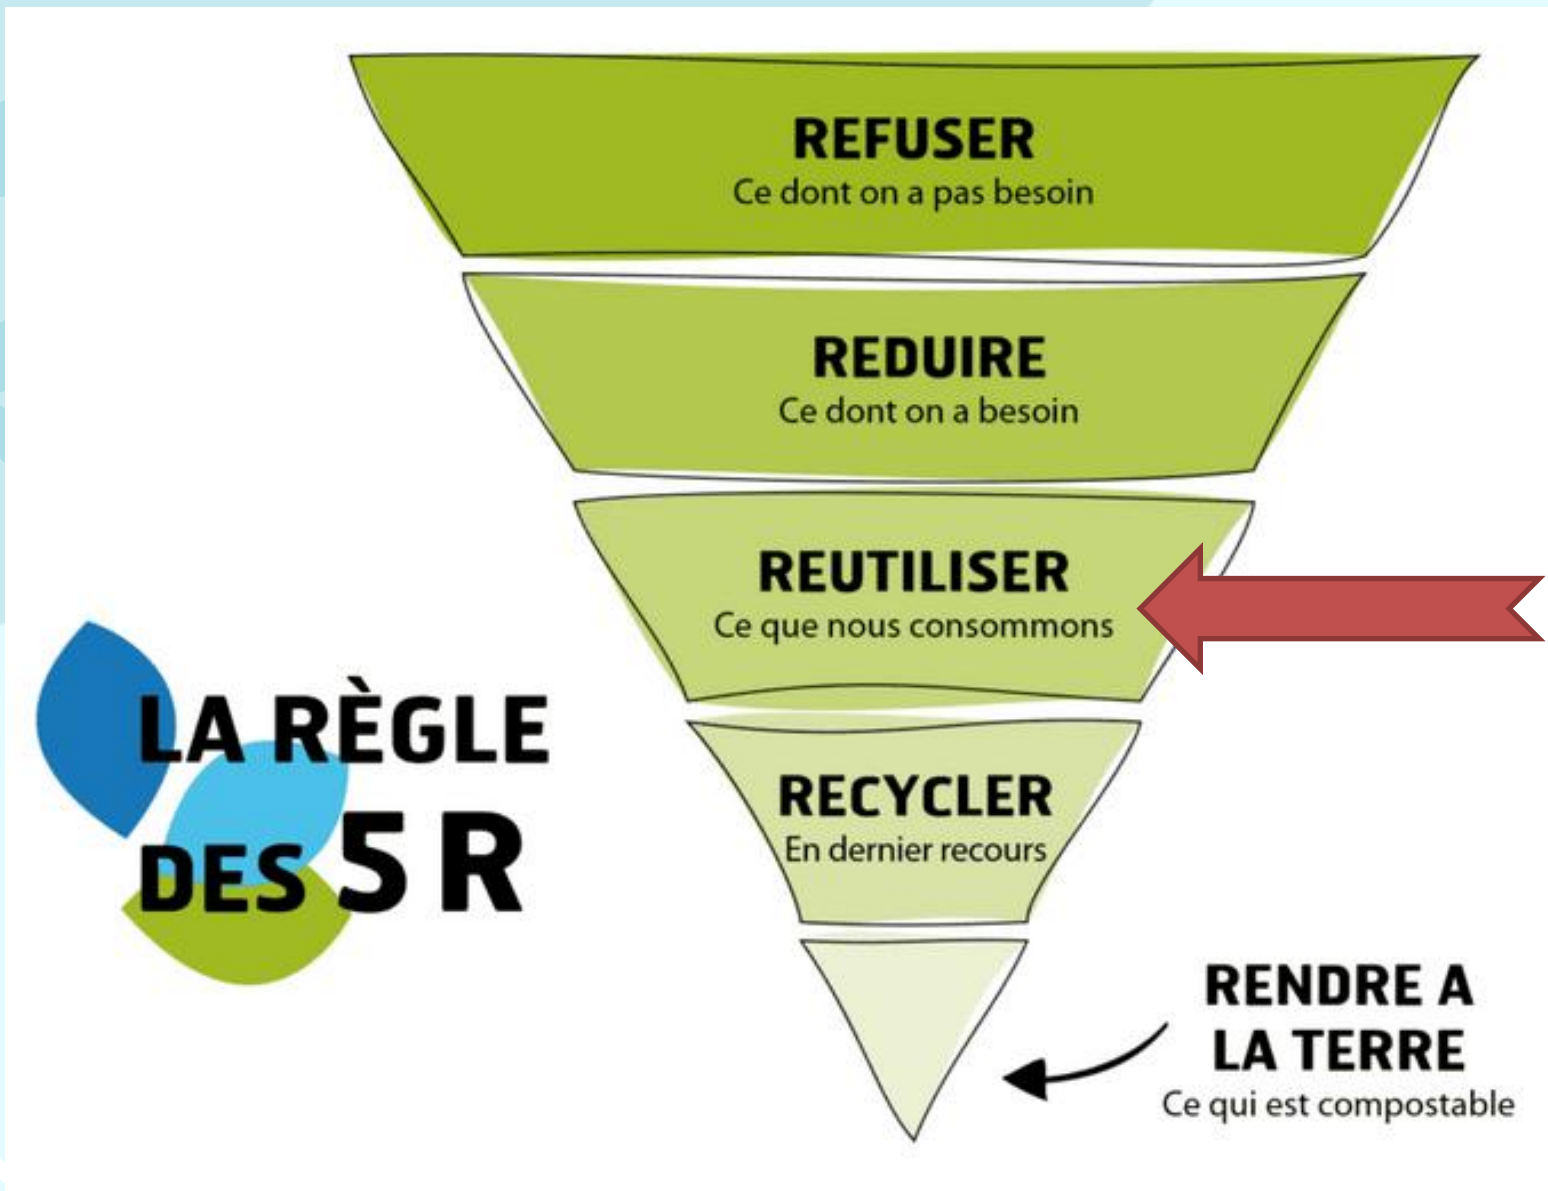 REFUSER
Ce dont on a pas besoin
REDUIRE
Ce dont on a besoin
REUTILISER
Ce que nous consommons
RECYCLER
En dernier recours
RENDRE A
LA TERRE
Ce qui est compostable
LA RÈGLE
DES 5 R